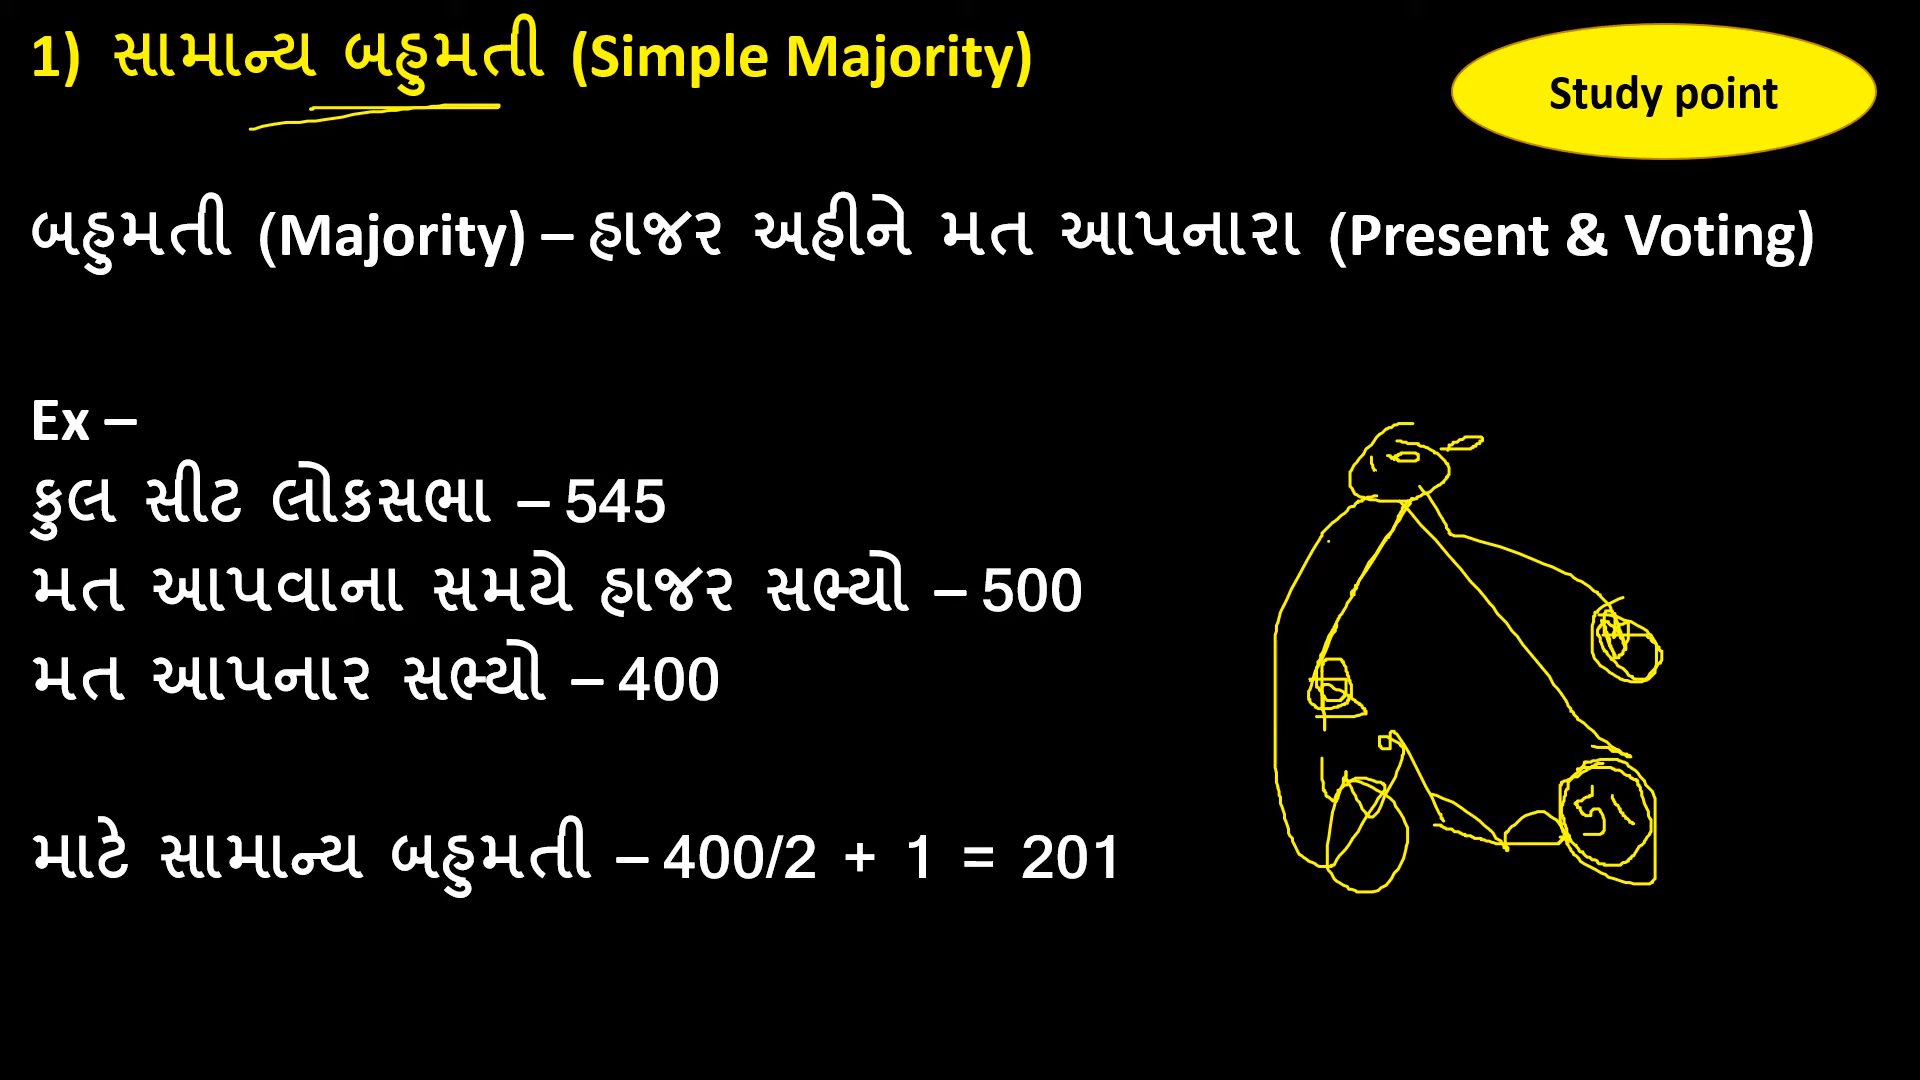 1) સામાન્ય બહુમતી (Simple Majority)
Study point
બહુમતી (Majority) – હાજર અહીને મત આપનારા (Present & Voting)
Ex –
કુલ સીટ લોકસભા – 545
મત આપવાના સમયે હાજર સભ્યો – 500
મત આપનાર સભ્યો – 400
માટે સામાન્ય બહુમતી – 400/2 + 1 = 201